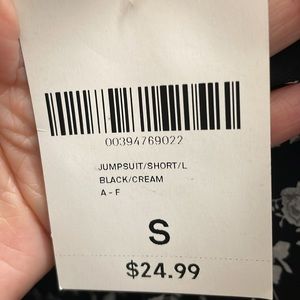 00394769022
JUMPSUIT/SHORT/L
BLACK/CREAM
A - F
S
$24.99